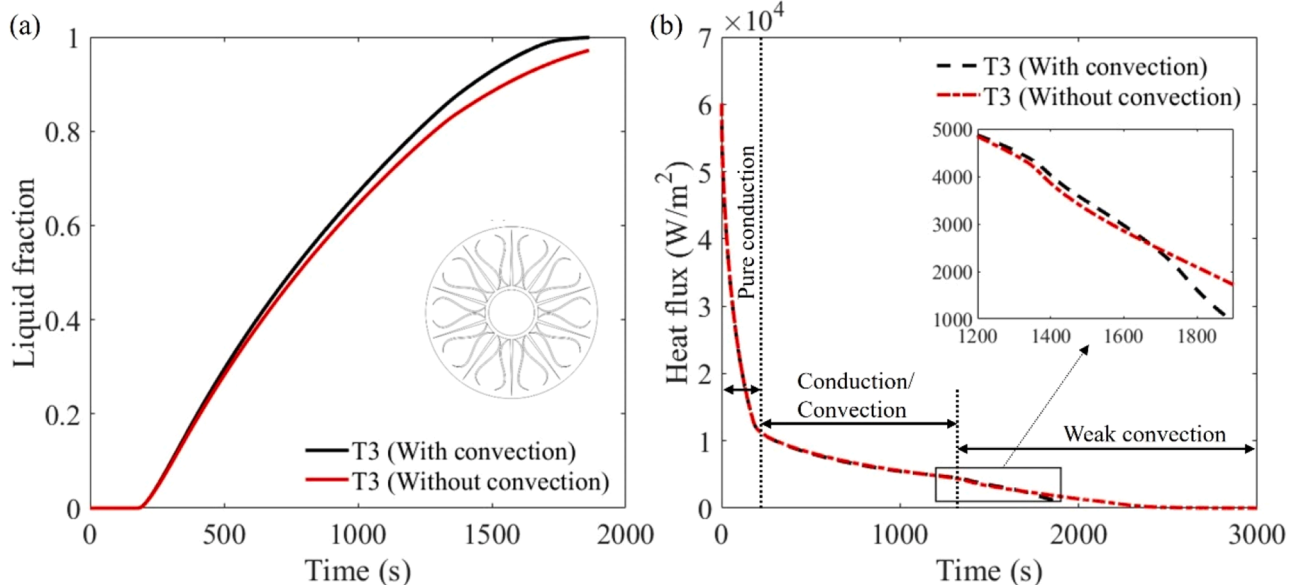 (a)
1
0.8
0.6
0.4
0.2
0
Liquid fraction
0 500 1000 1500 2000
Time (s)
T3 (With convection)
T3 (Without convection)
(b)
×10⁴
7
6
5
4
3
2
1
0
Heat flux (W/m²)
0 1000 2000 3000
Time (s)
T3 (With convection)
T3 (Without convection)
Pure conduction
Conduction/
Convection
Weak convection
5000
4000
3000
2000
1000
1200 1400 1600 1800